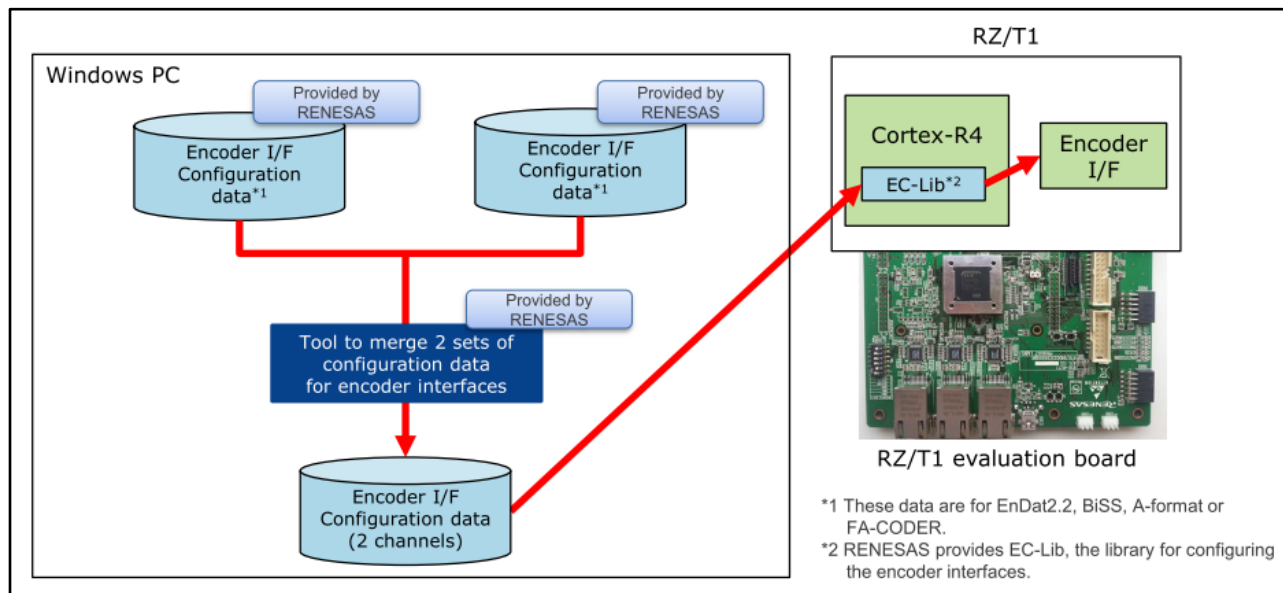 RZ/T1
Windows PC
Provided by
RENESAS
Provided by
RENESAS
Encoder I/F
Configuration
data*1
Encoder I/F
Configuration
data*1
Cortex-R4
EC-Lib*2
Encoder
I/F
Provided by
RENESAS
Tool to merge 2 sets of
configuration data
for encoder interfaces
RENESAS
RZ/T1 evaluation board
Encoder I/F
Configuration data
(2 channels)
*1 These data are for EnDat2.2, BiSS, A-format or
FA-CODER.
*2 RENESAS provides EC-Lib, the library for configuring
the encoder interfaces.